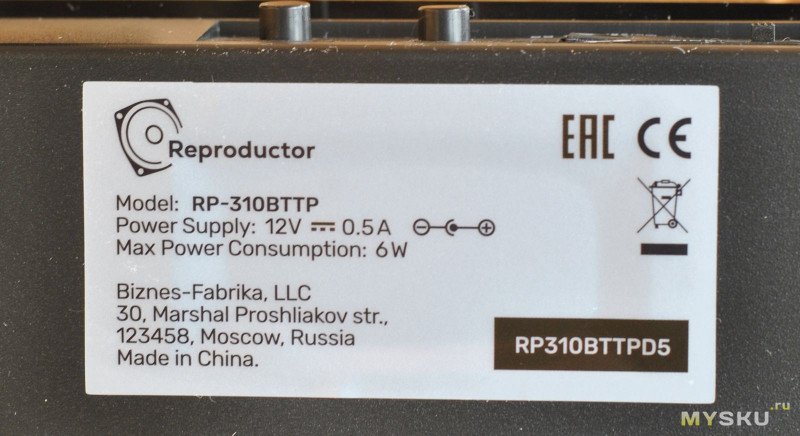 Reproductor
EAC CE
Model: RP-310BTTP
Power Supply: 12V ⎓ 0.5A
Max Power Consumption: 6W
Biznes-Fabrika, LLC
30, Marshal Proshliakov str.,
123458, Moscow, Russia
Made in China.
RP310BTTPD5
MYSKU.ru